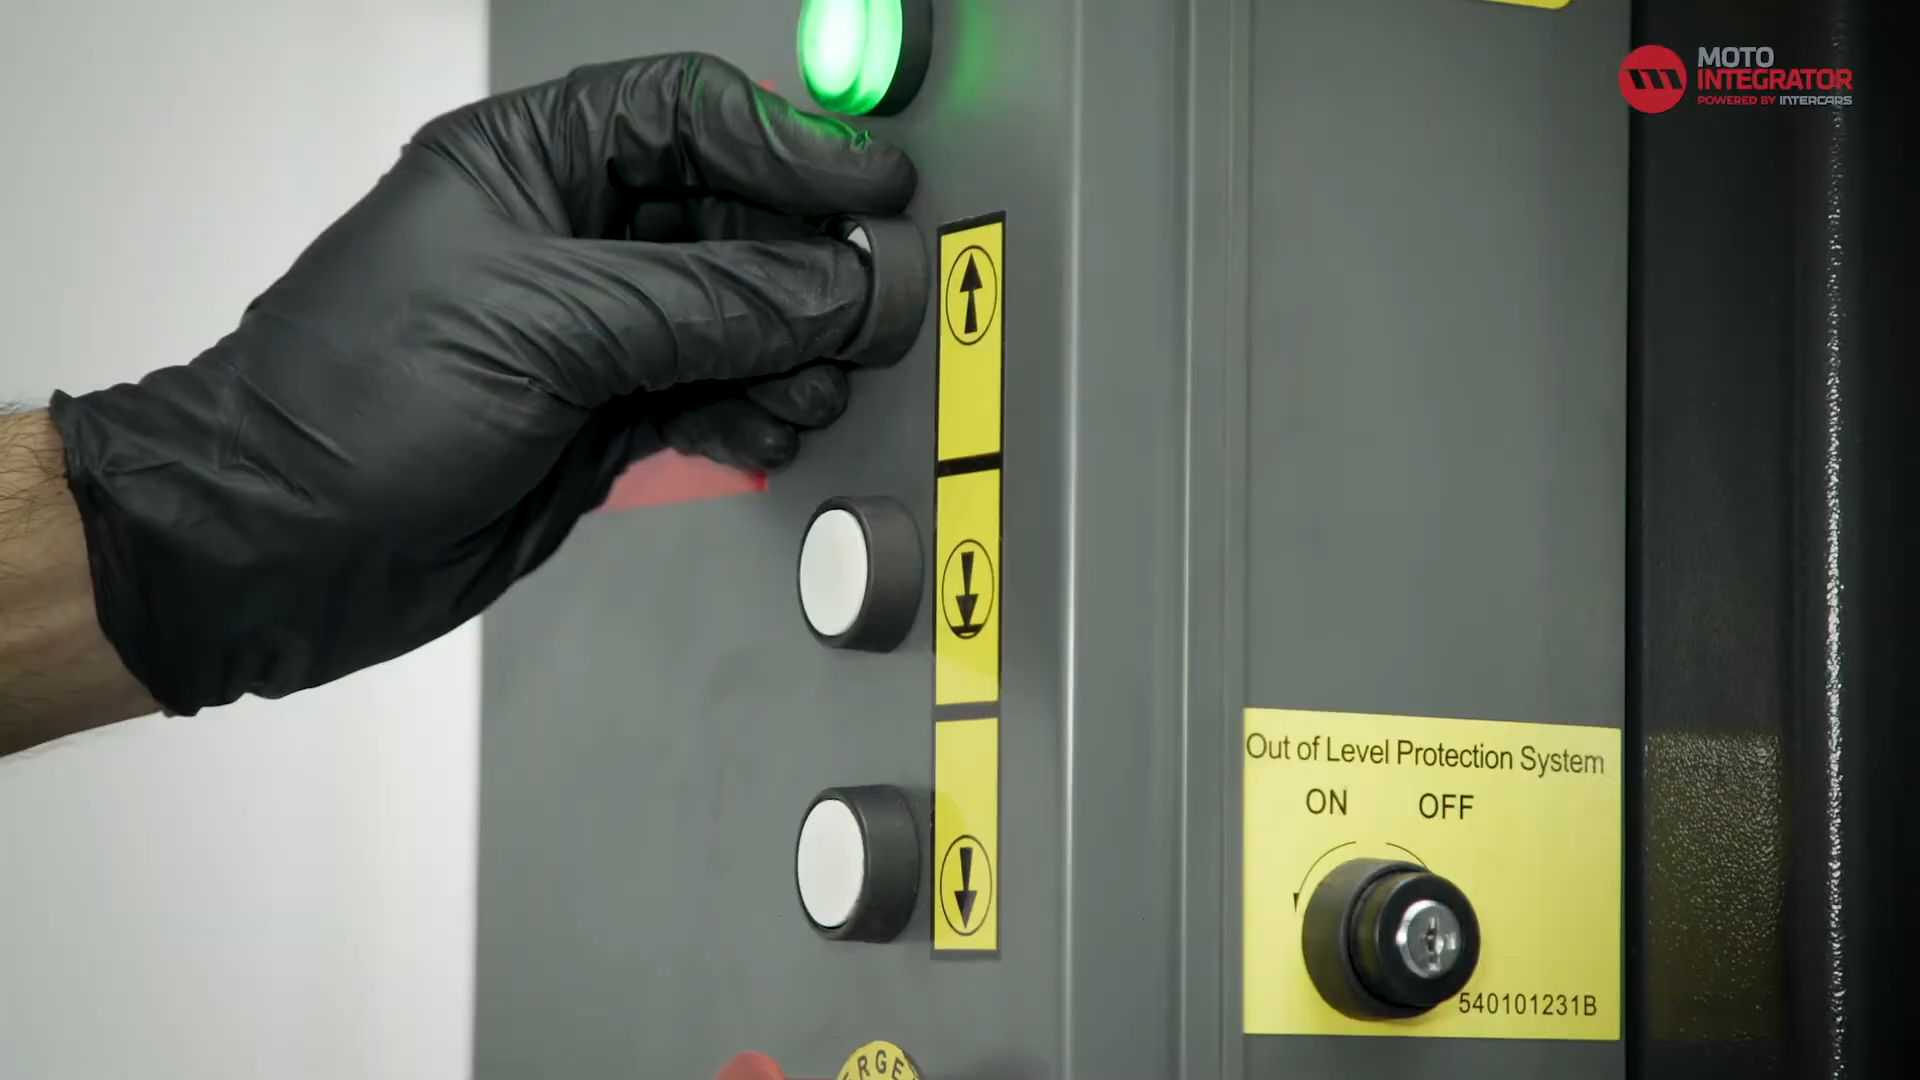 MOTO
INTEGRATOR
POWERED BY INTERCARS
Out of Level Protection System
ON OFF
540101231B